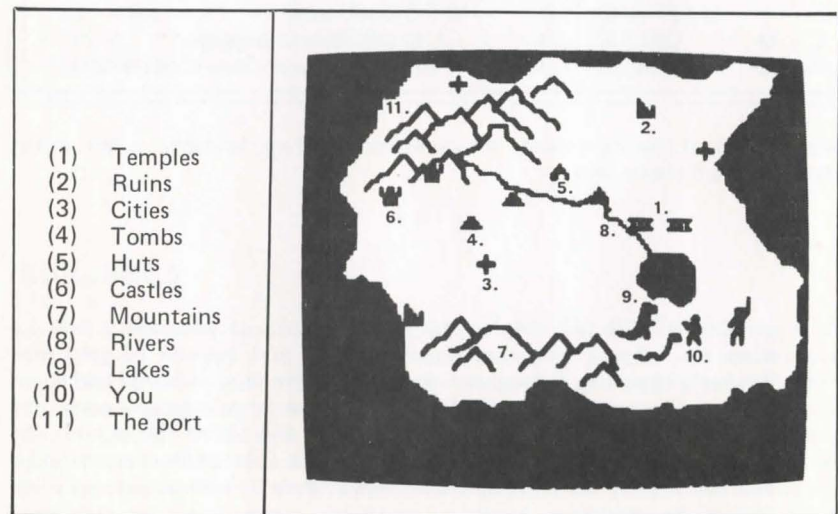 (1) Temples
(2) Ruins
(3) Cities
(4) Tombs
(5) Huts
(6) Castles
(7) Mountains
(8) Rivers
(9) Lakes
(10) You
(11) The port
11.
2.
5.
6.
1.
4.
8.
3.
9.
7.
10.